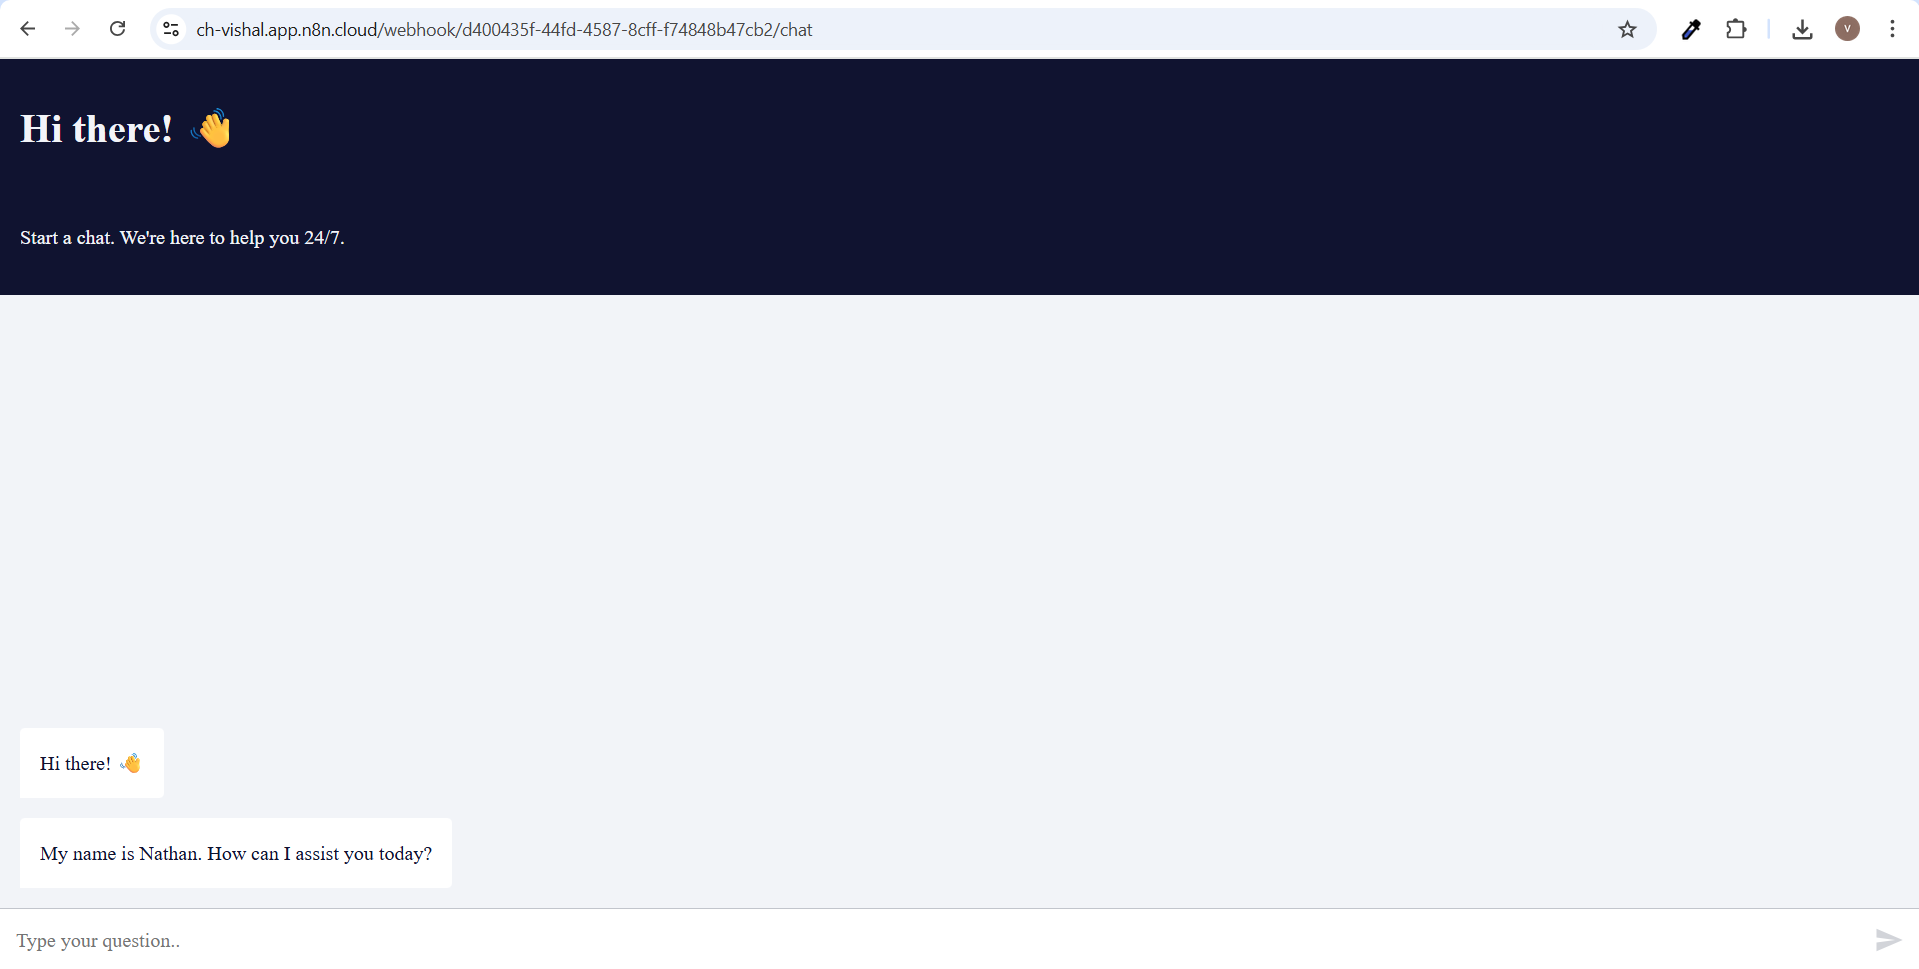 ch-vishal.app.n8n.cloud/webhook/d400435f-44fd-4587-8cff-f74848b47cb2/chat
V
Hi there! 👋
Start a chat. We're here to help you 24/7.
Hi there! 👋
My name is Nathan. How can I assist you today?
Type your question..